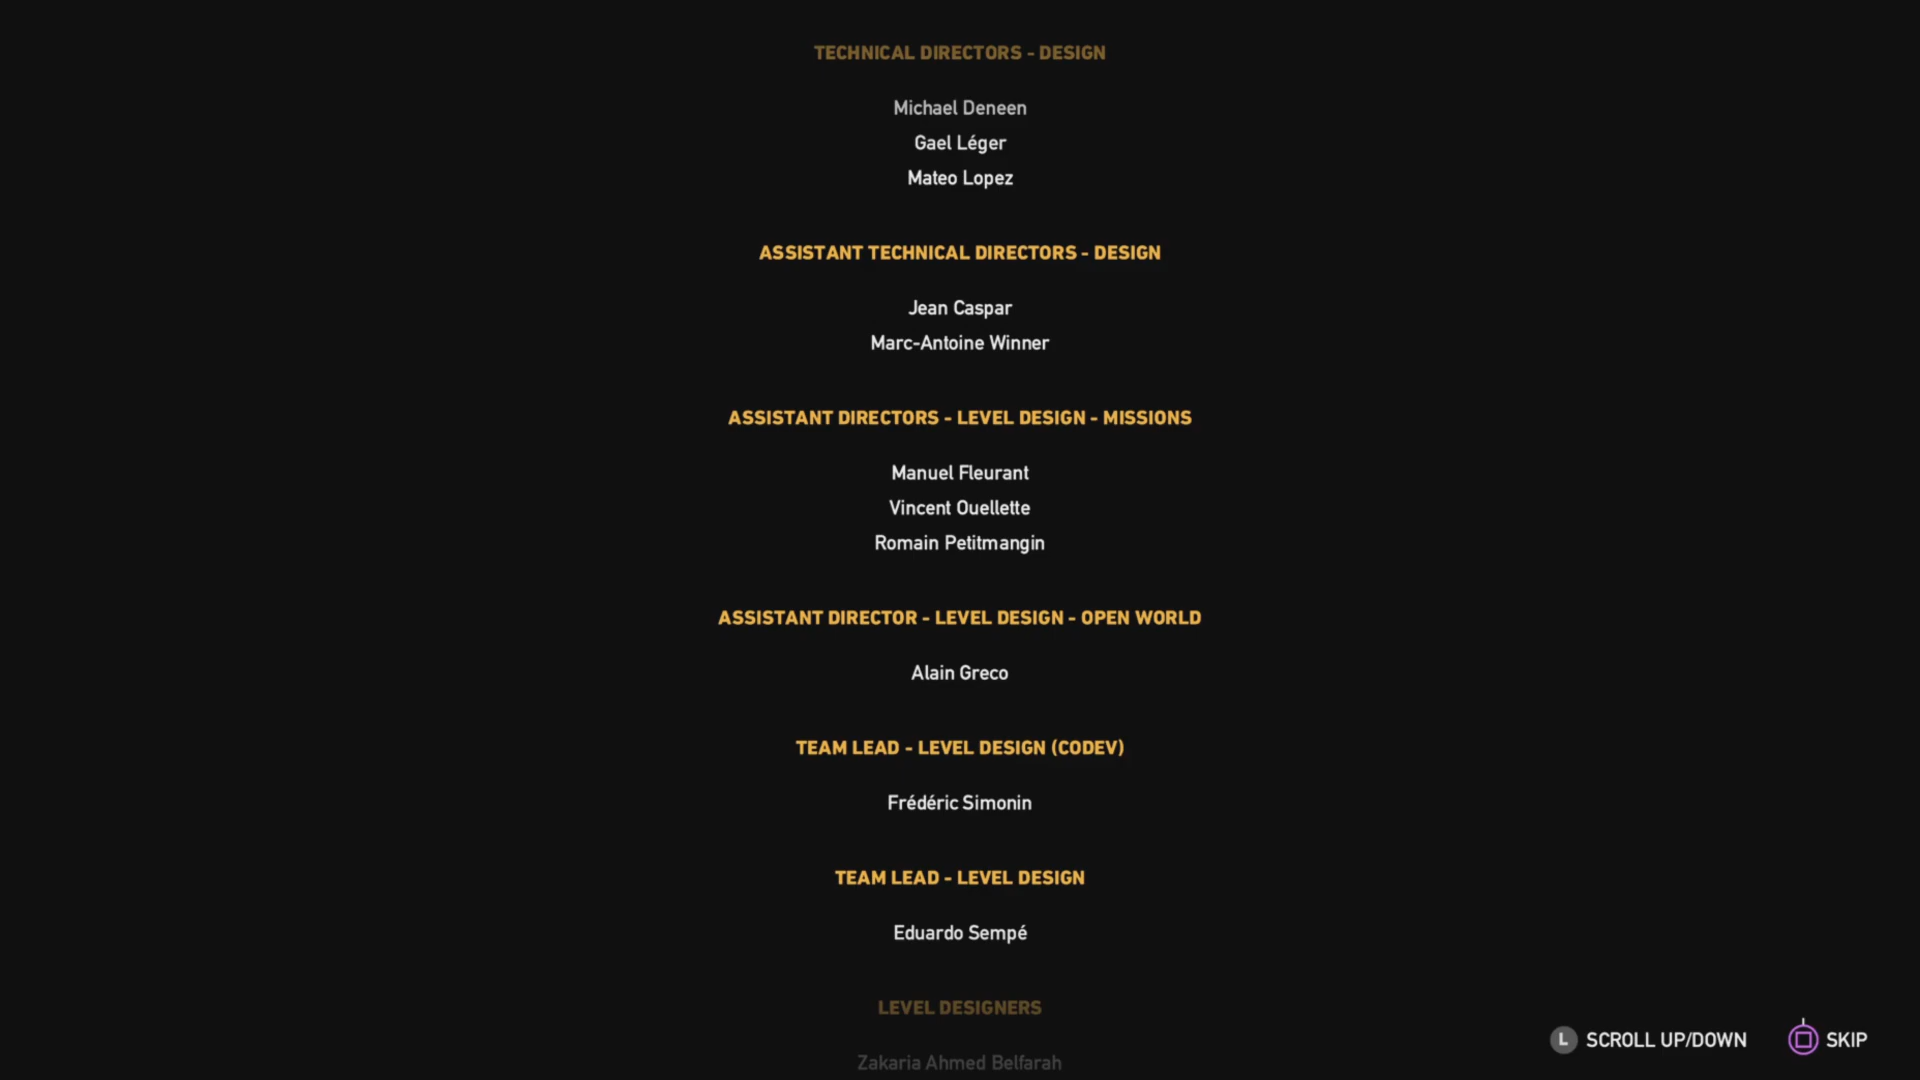 TECHNICAL DIRECTORS - DESIGN
Michael Deneen
Gael Léger
Mateo Lopez
ASSISTANT TECHNICAL DIRECTORS - DESIGN
Jean Caspar
Marc-Antoine Winner
ASSISTANT DIRECTORS - LEVEL DESIGN - MISSIONS
Manuel Fleurant
Vincent Ouellette
Romain Petitmangin
ASSISTANT DIRECTOR - LEVEL DESIGN - OPEN WORLD
Alain Greco
TEAM LEAD - LEVEL DESIGN (CODEV)
Frédéric Simonin
TEAM LEAD - LEVEL DESIGN
Eduardo Sempé
LEVEL DESIGNERS
Zakaria Ahmed Belfarah
L SCROLL UP/DOWN SKIP